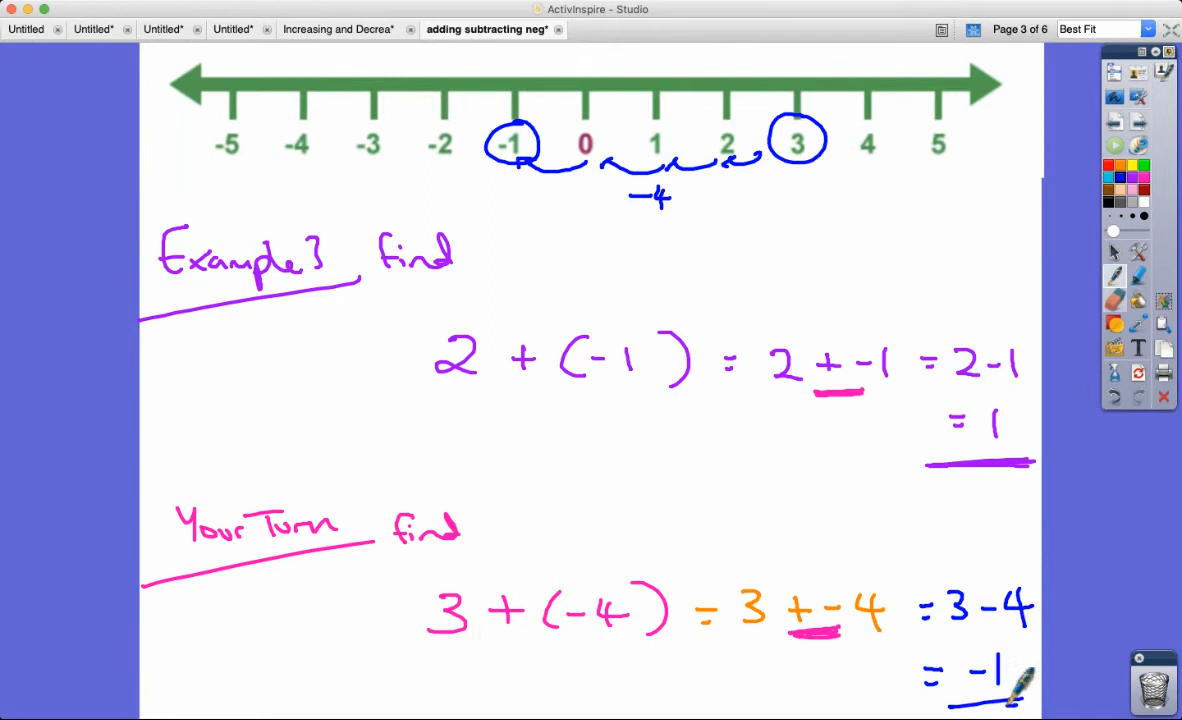 ActivInspire - Studio
Untitled Untitled* Untitled* Untitled* Increasing and Decrea* adding subtracting neg* Page 3 of 6 Best Fit
-5 -4 -3 -2 -1 0 1 2 3 4 5
-4
Example 3 find
2 + (-1) = 2 + -1 = 2-1
= 1
Your Turn find
3 + (-4) = 3 + -4 = 3-4
= -1
T